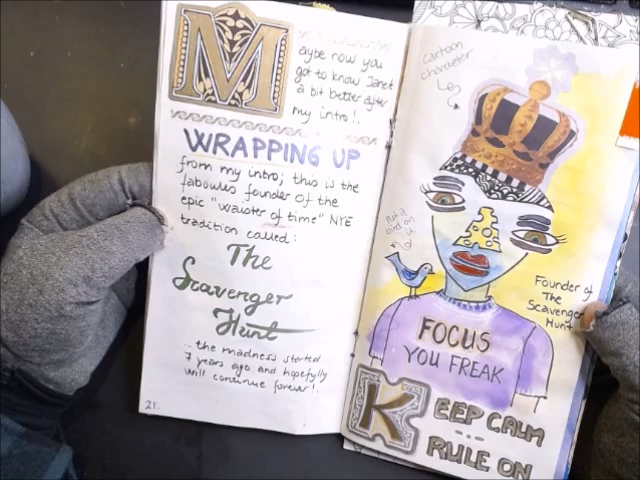 M
aybe now you
got to know Janet
a bit better after
my intro!.
WRAPPING UP
from my intro; this is the
faboules founder of the
epic "waister of time" NYE
tradition called:
The
Scavenger
Hunt
...the madness started
7 years ago and hopefully
will continue forever!.
21.
cartoon
character
Put a
bird on
it
Founder of
The
Scavenger
Hunt
FOCUS
YOU FREAK
K
EEP CALM
...
RULE ON